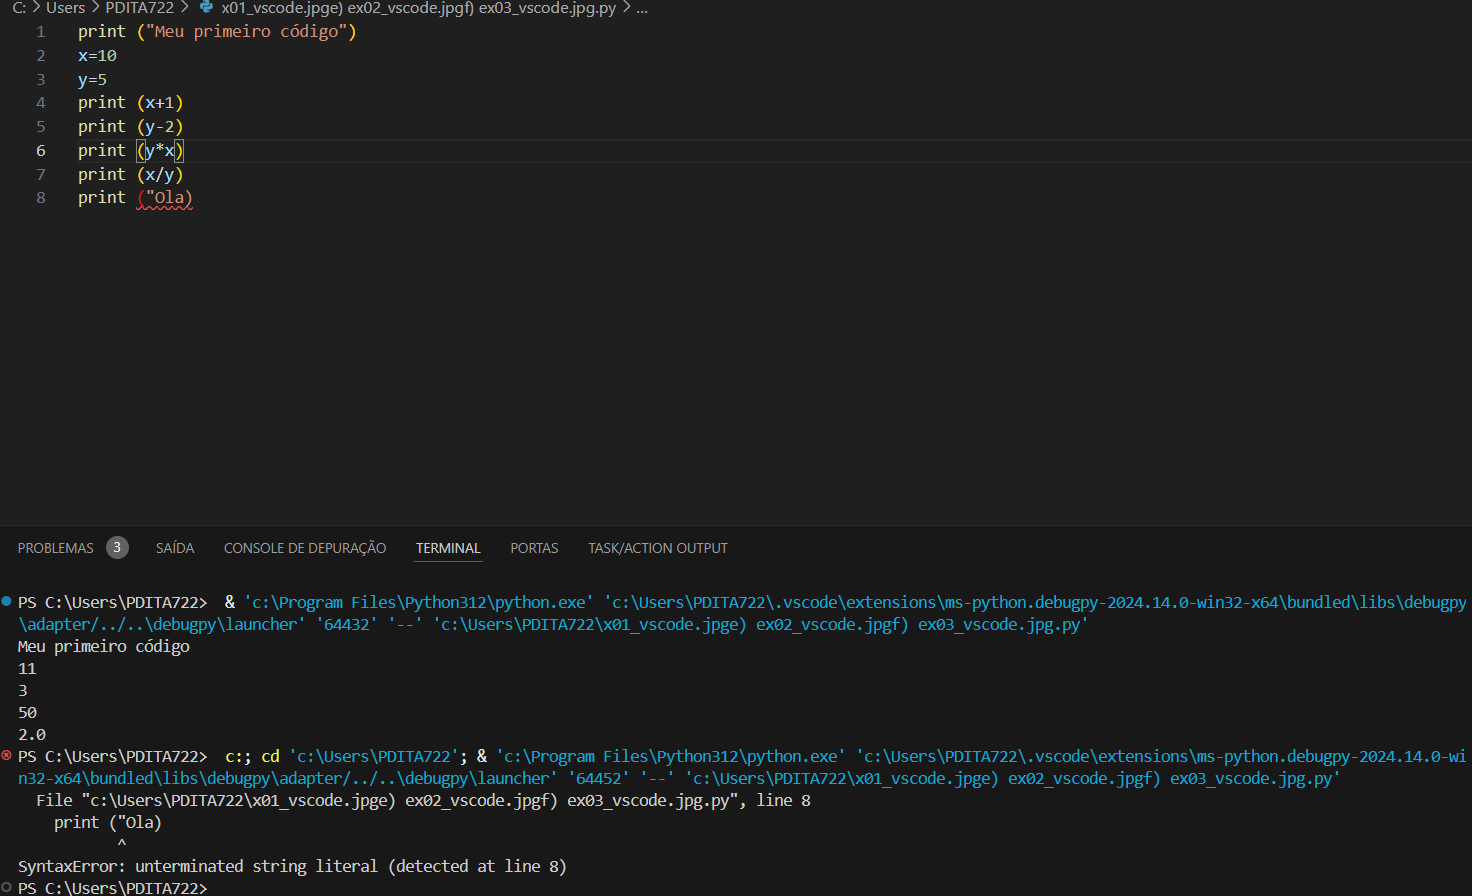 C: > Users > PDITA722 > x01_vscode.jpge) ex02_vscode.jpgf) ex03_vscode.jpg.py > ...
1 print ("Meu primeiro código")
2 x=10
3 y=5
4 print (x+1)
5 print (y-2)
6 print (y*x)
7 print (x/y)
8 print ("Ola)
PROBLEMAS 3 SAÍDA CONSOLE DE DEPURAÇÃO TERMINAL PORTAS TASK/ACTION OUTPUT
PS C:\Users\PDITA722>  & 'c:\Program Files\Python312\python.exe' 'c:\Users\PDITA722\.vscode\extensions\ms-python.debugpy-2024.14.0-win32-x64\bundled\libs\debugpy
\adapter/../..\debugpy\launcher' '64432' '--' 'c:\Users\PDITA722\x01_vscode.jpge) ex02_vscode.jpgf) ex03_vscode.jpg.py'
Meu primeiro código
11
3
50
2.0
PS C:\Users\PDITA722>  c:; cd 'c:\Users\PDITA722'; & 'c:\Program Files\Python312\python.exe' 'c:\Users\PDITA722\.vscode\extensions\ms-python.debugpy-2024.14.0-wi
n32-x64\bundled\libs\debugpy\adapter/../..\debugpy\launcher' '64452' '--' 'c:\Users\PDITA722\x01_vscode.jpge) ex02_vscode.jpgf) ex03_vscode.jpg.py'
  File "c:\Users\PDITA722\x01_vscode.jpge) ex02_vscode.jpgf) ex03_vscode.jpg.py", line 8
    print ("Ola)
           ^
SyntaxError: unterminated string literal (detected at line 8)
PS C:\Users\PDITA722>